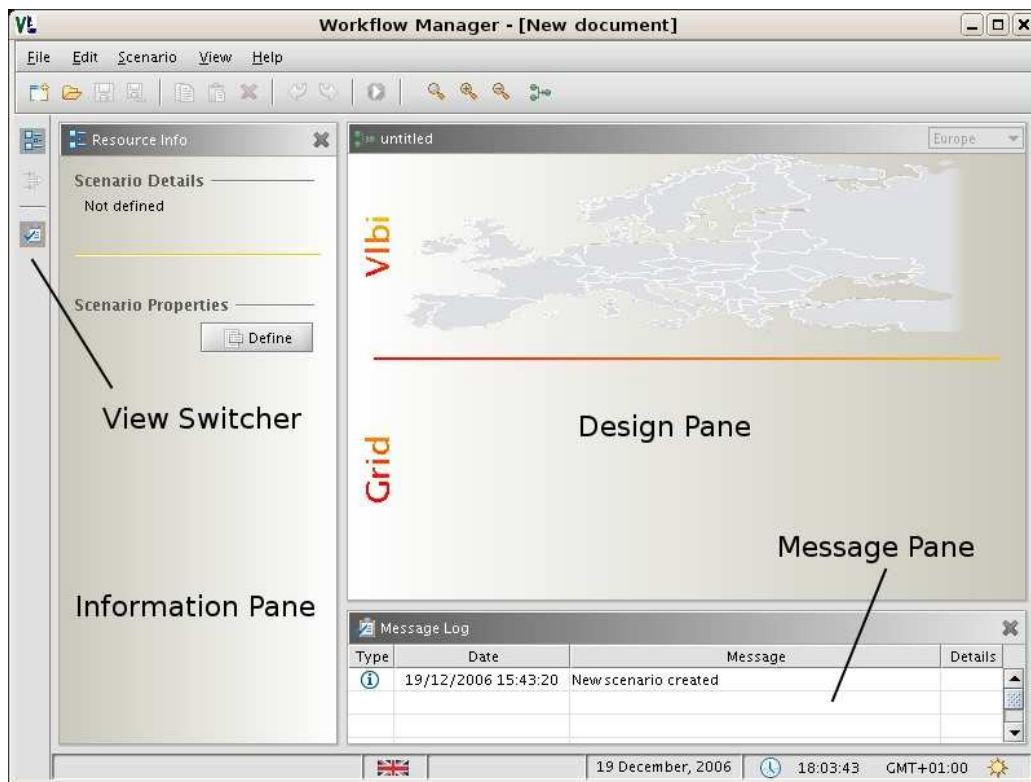 VL Workflow Manager - [New document]
File Edit Scenario View Help
Resource Info
untitled
Europe
Scenario Details
Not defined
Vlbi
Scenario Properties
Define
View Switcher
Design Pane
Grid
Message Pane
Information Pane
Message Log
Type Date Message Details
19/12/2006 15:43:20 New scenario created
19 December, 2006 18:03:43 GMT+01:00